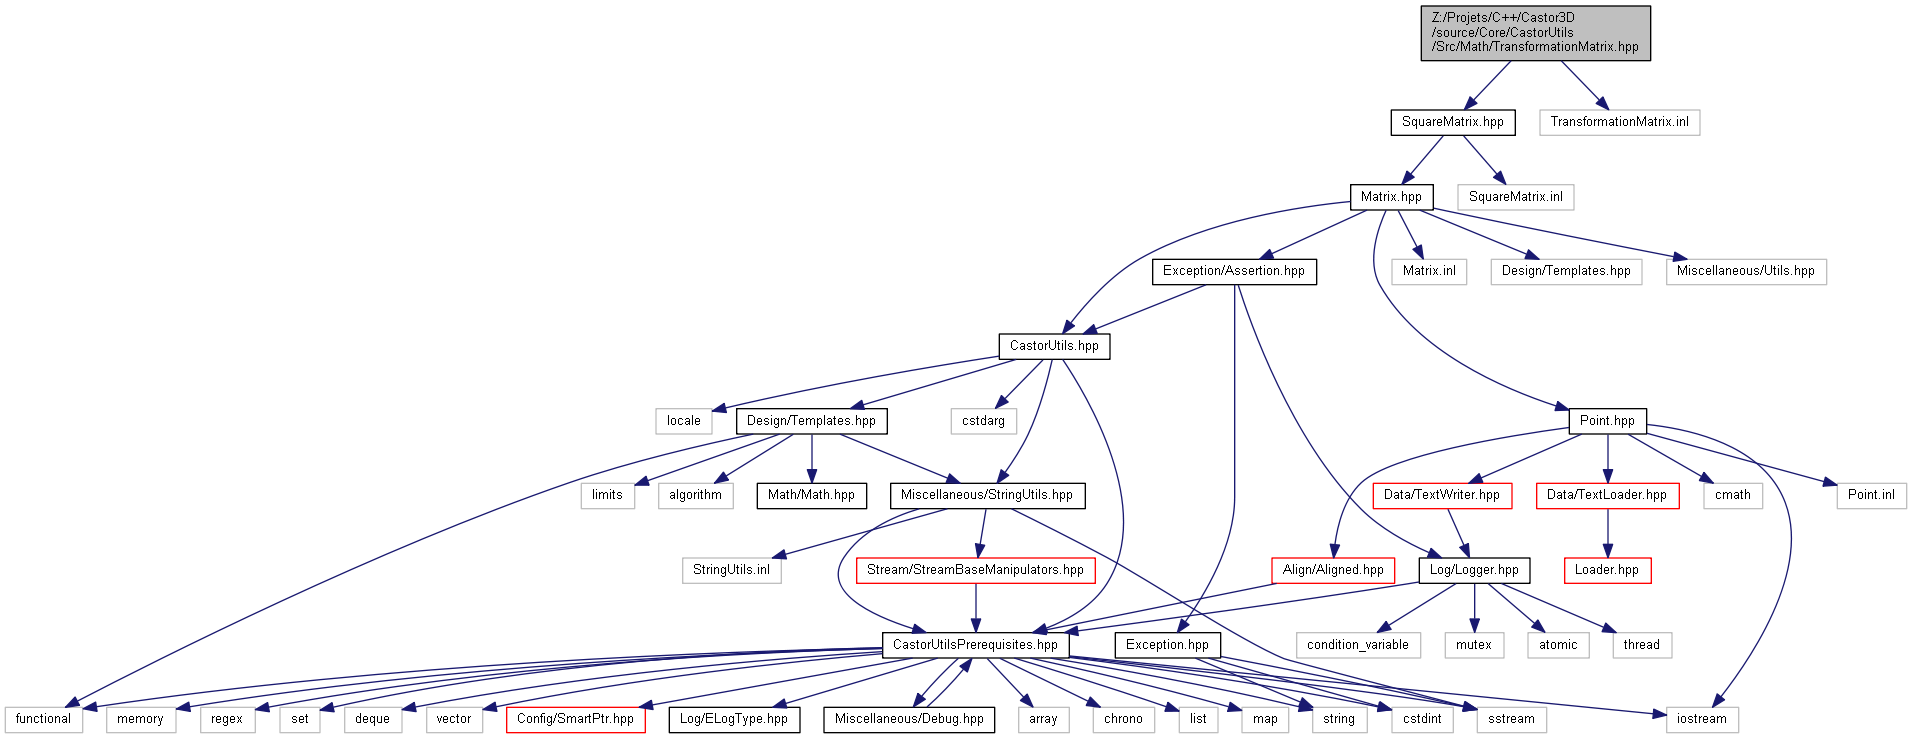 Z:/Projets/C++/Castor3D
/source/Core/CastorUtils
/Src/Math/TransformationMatrix.hpp
SquareMatrix.hpp
TransformationMatrix.inl
Matrix.hpp
SquareMatrix.inl
Exception/Assertion.hpp
Matrix.inl
Design/Templates.hpp
Miscellaneous/Utils.hpp
CastorUtils.hpp
locale
Design/Templates.hpp
cstdarg
Point.hpp
limits
algorithm
Math/Math.hpp
Miscellaneous/StringUtils.hpp
Data/TextWriter.hpp
Data/TextLoader.hpp
cmath
Point.inl
StringUtils.inl
Stream/StreamBaseManipulators.hpp
Align/Aligned.hpp
Log/Logger.hpp
Loader.hpp
CastorUtilsPrerequisites.hpp
Exception.hpp
condition_variable
mutex
atomic
thread
functional
memory
regex
set
deque
vector
Config/SmartPtr.hpp
Log/ELogType.hpp
Miscellaneous/Debug.hpp
array
chrono
list
map
string
cstdint
sstream
iostream